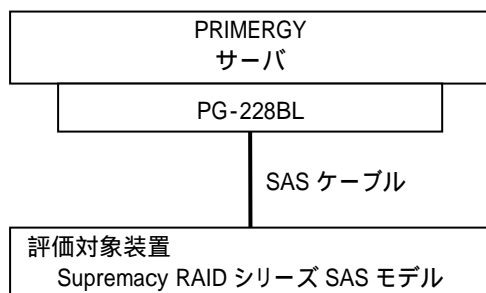 PRIMERGY
サーバ
PG-228BL
SAS ケーブル
評価対象装置
Supremacy RAID シリーズ SAS モデル